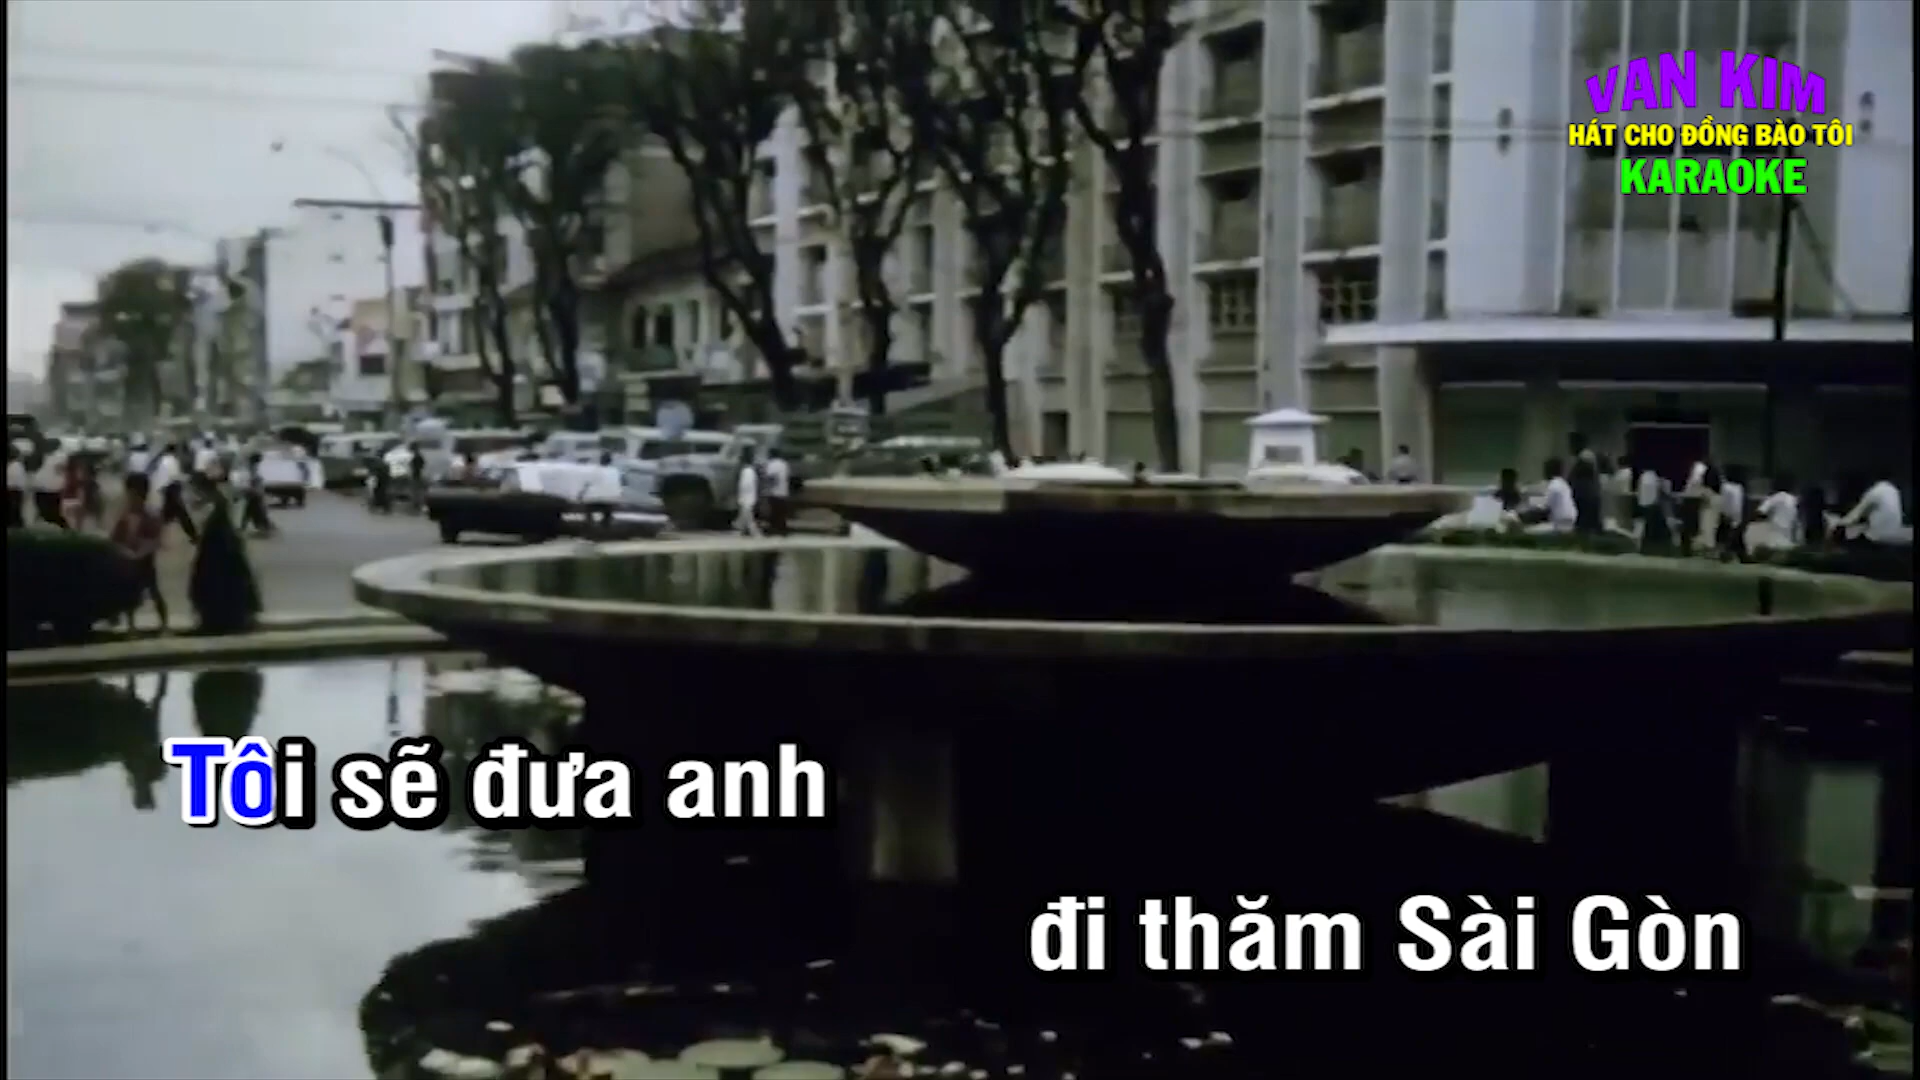 VAN KIM
HÁT CHO ĐỒNG BÀO TÔI
KARAOKE
Tôi sẽ đưa anh
đi thăm Sài Gòn